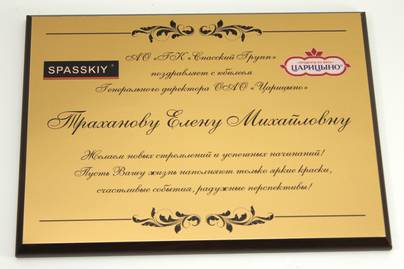 SPASSKIY
ЦАРИЦЫНО
АО «ГК «Спасский Групп»
поздравляет с юбилеем
Генерального директора ОАО «Царицыно»
Траханову Елену Михайловну
Желаем новых стремлений и успешных начинаний!
Пусть Вашу жизнь наполняют только яркие краски,
счастливые события, радужные перспективы!